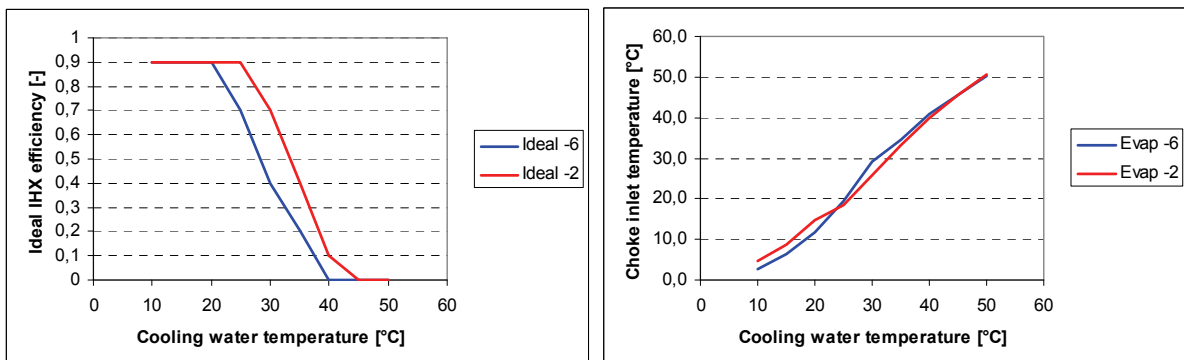 Ideal IHX efficiency [-]
1
0,9
0,8
0,7
0,6
0,5
0,4
0,3
0,2
0,1
0
0 10 20 30 40 50 60
Cooling water temperature [°C]
Ideal -6
Ideal -2
Choke inlet temperature [°C]
60,0
50,0
40,0
30,0
20,0
10,0
0,0
0 10 20 30 40 50 60
Cooling water temperature [°C]
Evap -6
Evap -2